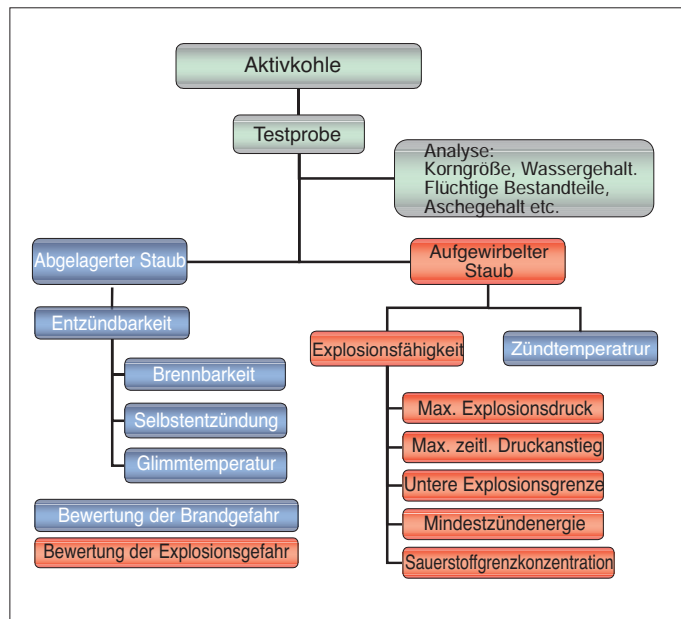 Aktivkohle
Testprobe
Analyse:
Korngröße, Wassergehalt.
Flüchtige Bestandteile,
Aschegehalt etc.
Abgelagerter Staub
Aufgewirbelter
Staub
Entzündbarkeit
Explosionsfähigkeit
Zündtemperatrur
Brennbarkeit
Selbstentzündung
Glimmtemperatur
Max. Explosionsdruck
Max. zeitl. Druckanstieg
Untere Explosionsgrenze
Mindestzündenergie
Sauerstoffgrenzkonzentration
Bewertung der Brandgefahr
Bewertung der Explosionsgefahr